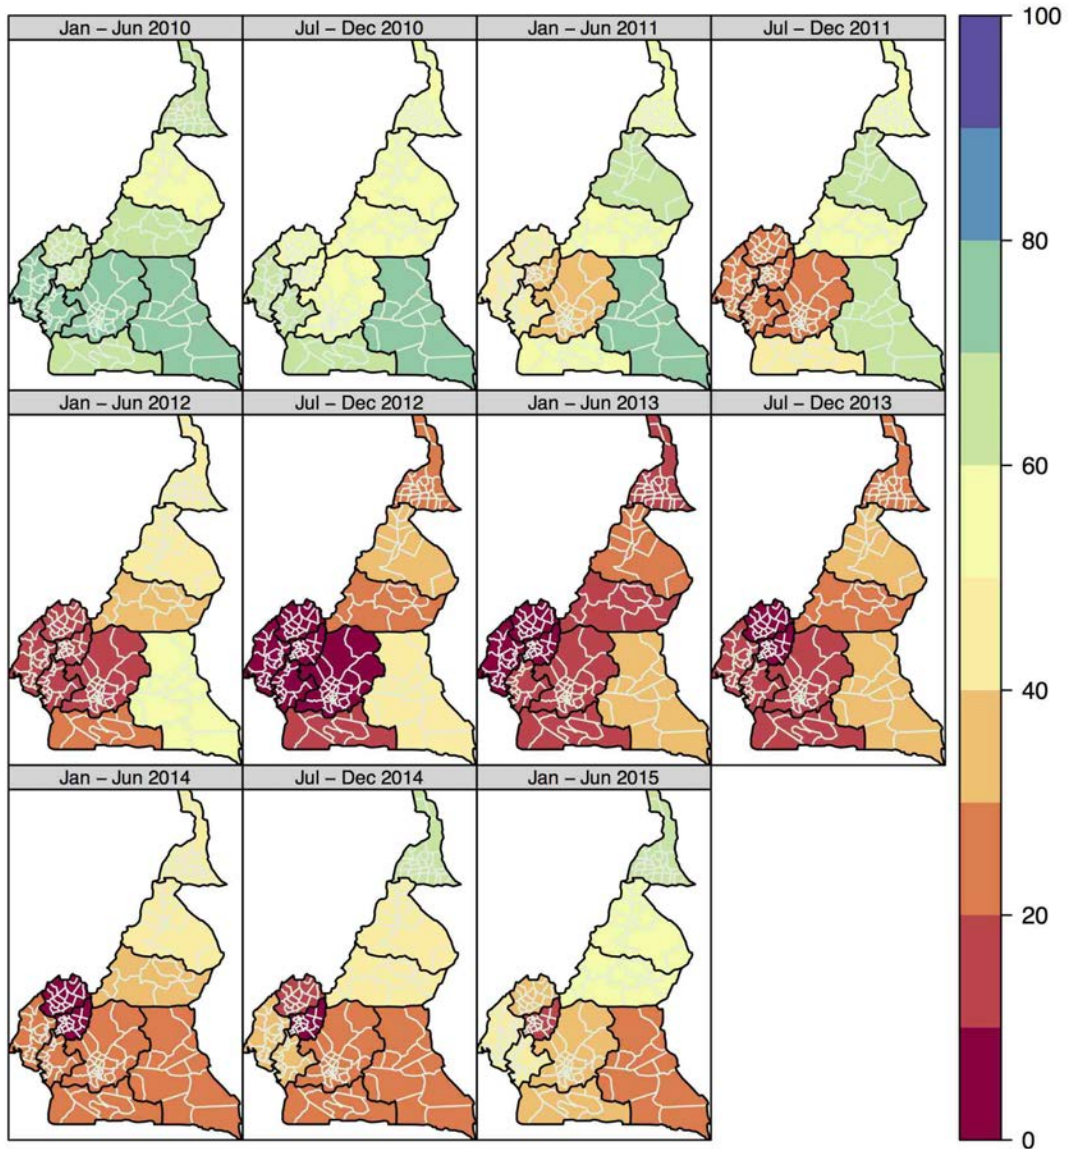 Jan – Jun 2010
Jul – Dec 2010
Jan – Jun 2011
Jul – Dec 2011
100
80
60
40
20
0
Jan – Jun 2012
Jul – Dec 2012
Jan – Jun 2013
Jul – Dec 2013
Jan – Jun 2014
Jul – Dec 2014
Jan – Jun 2015